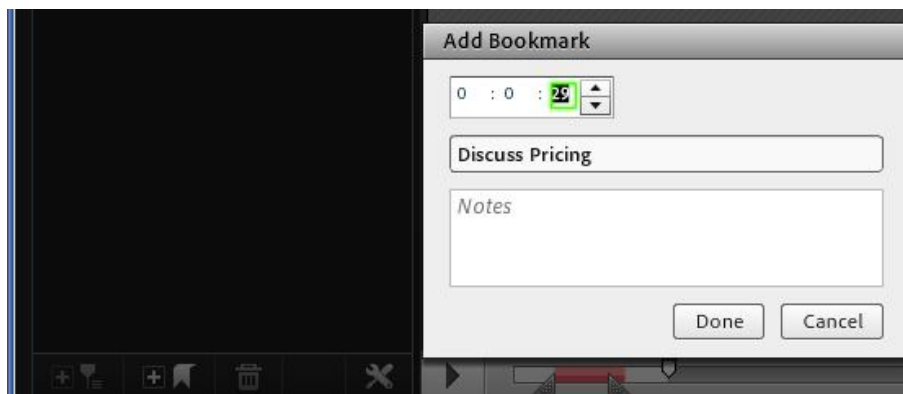 Add Bookmark
0 : 0 : 29
Discuss Pricing
Notes
Done Cancel